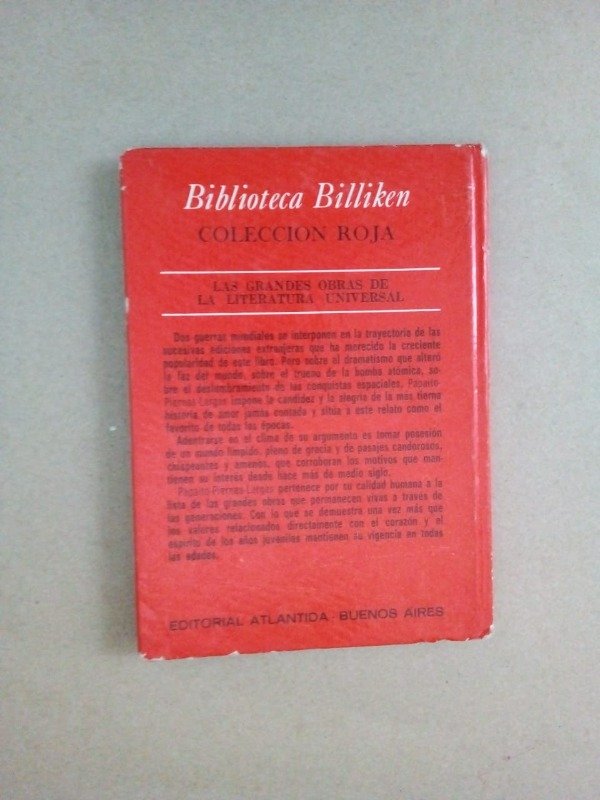 Biblioteca Billiken
COLECCION ROJA
LAS GRANDES OBRAS DE
LA LITERATURA UNIVERSAL
Dos guerras mundiales se interponen en la trayectoria de las
sucesivas ediciones extranjeras que ha merecido la creciente
popularidad de este libro. Pero sobre el dramatismo que alteró
la faz del mundo, sobre el trueno de la bomba atómica, so-
bre el deslumbramiento de las conquistas espaciales, Papaíto-
Piernas-Largas impone la candidez y la alegría de la más tierna
historia de amor jamás contada y sitúa a este relato como el
favorito de todas las épocas.
Adentrarse en el clima de su argumento es tomar posesión
de un mundo límpido, pleno de gracia y de pasajes candorosos,
chispeantes y amenos, que corroboran los motivos que man-
tienen su interés desde hace más de medio siglo.
Papaíto-Piernas-Largas pertenece por su calidad humana a la
lista de las grandes obras que permanecen vivas a través de
las generaciones. Con lo que se demuestra una vez más que
los valores relacionados directamente con el corazón y el
espíritu de los años juveniles mantienen su vigencia en todas
las edades.
EDITORIAL ATLANTIDA, BUENOS AIRES